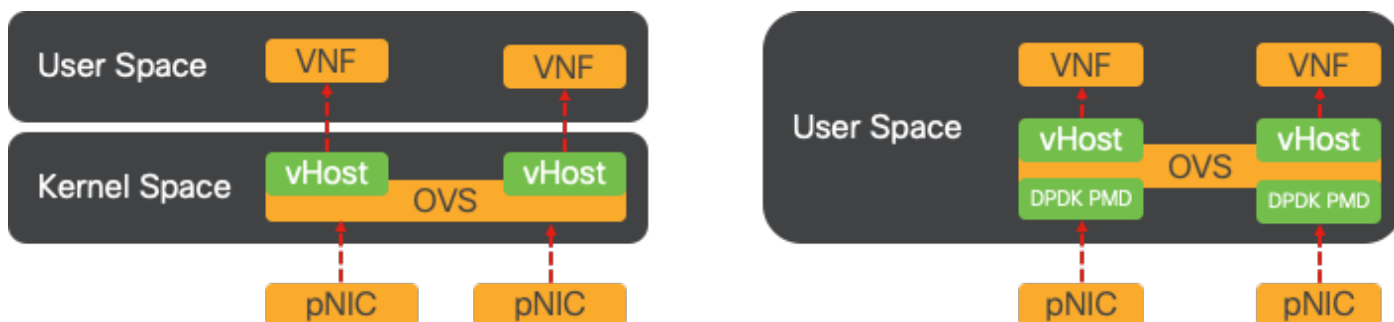 User Space
VNF
VNF
Kernel Space
vHost
vHost
OVS
pNIC
pNIC
User Space
VNF
VNF
vHost
vHost
OVS
DPDK PMD
DPDK PMD
pNIC
pNIC